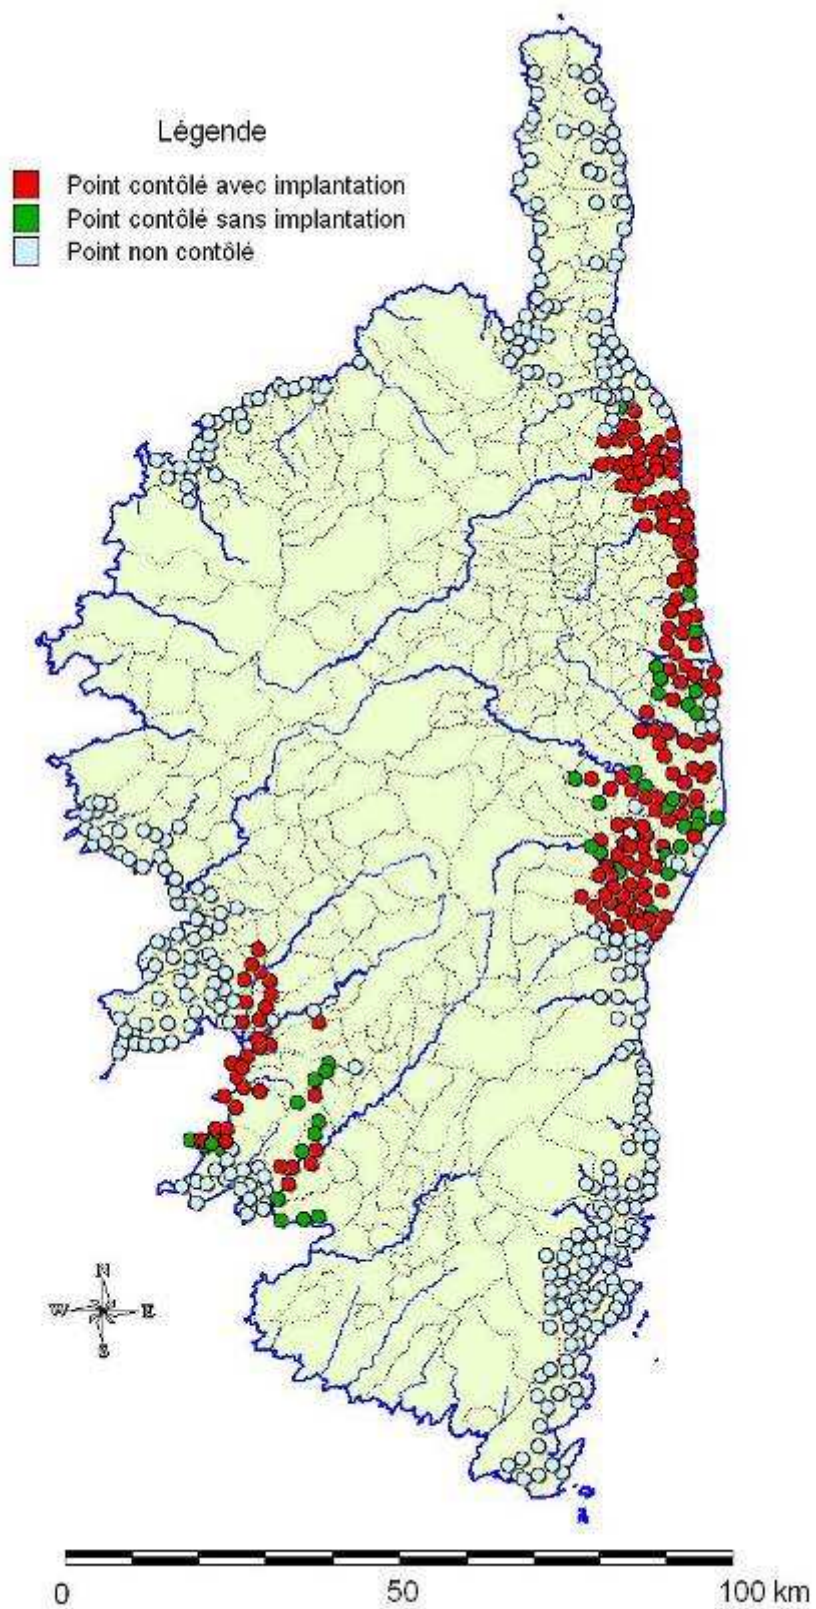 Légende
Point contôlé avec implantation
Point contôlé sans implantation
Point non contôlé
N
W E
S
0 50 100 km